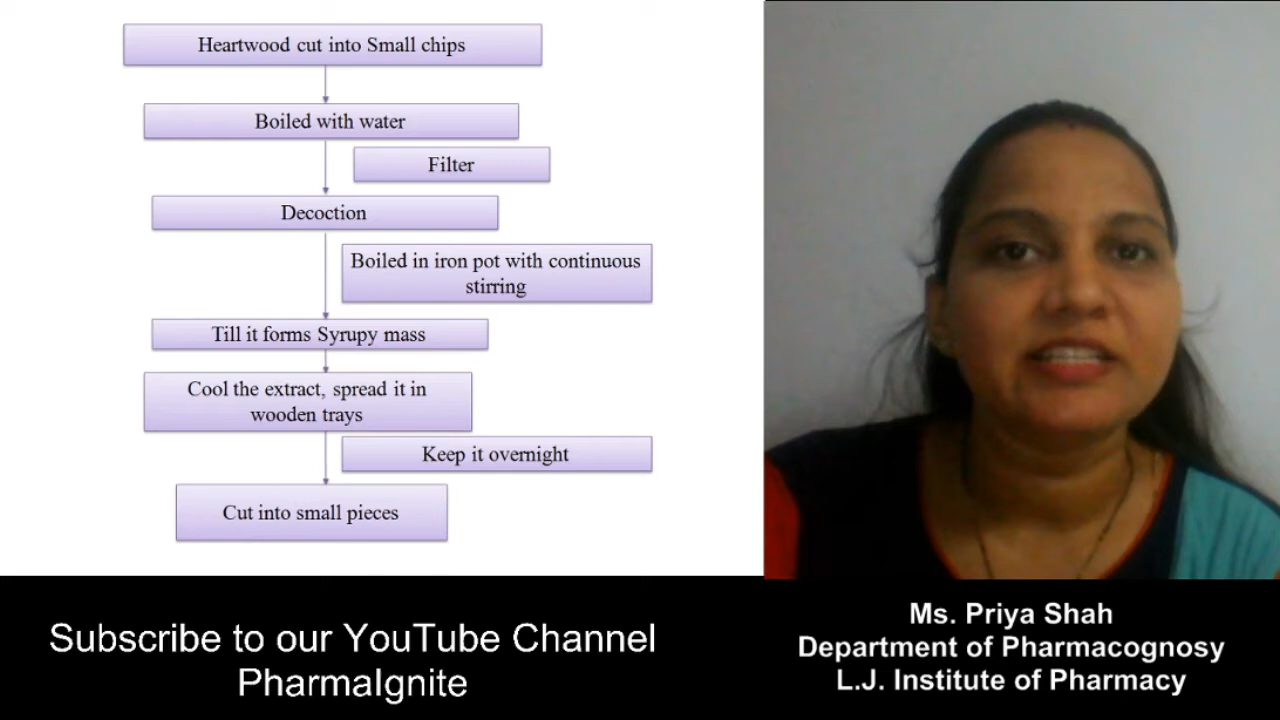 Heartwood cut into Small chips
Boiled with water
Filter
Decoction
Boiled in iron pot with continuous
stirring
Till it forms Syrupy mass
Cool the extract, spread it in
wooden trays
Keep it overnight
Cut into small pieces
Subscribe to our YouTube Channel
PharmaIgnite
Ms. Priya Shah
Department of Pharmacognosy
L.J. Institute of Pharmacy